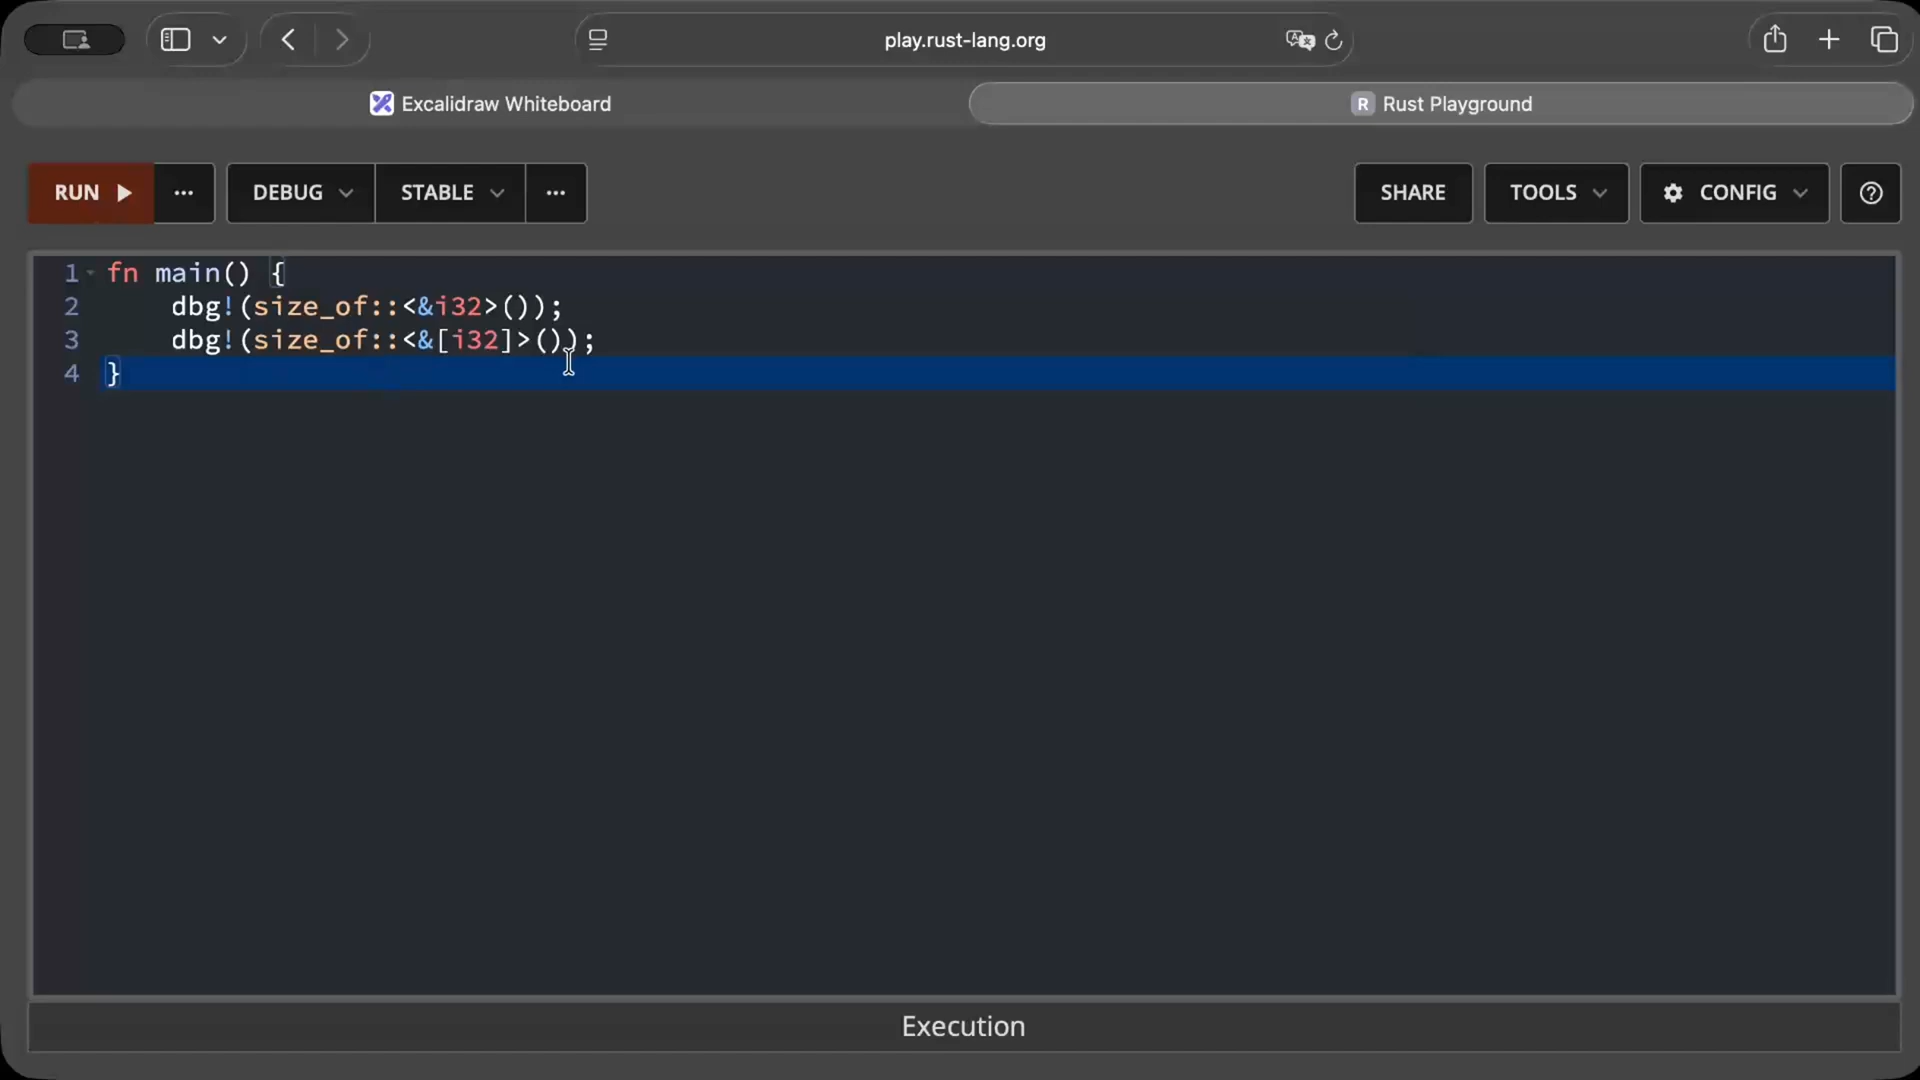 play.rust-lang.org
Excalidraw Whiteboard
R Rust Playground
RUN ... DEBUG STABLE ... SHARE TOOLS CONFIG ?
1 fn main() {
2     dbg!(size_of::<&i32>());
3     dbg!(size_of::<&[i32]>());
4 }
Execution